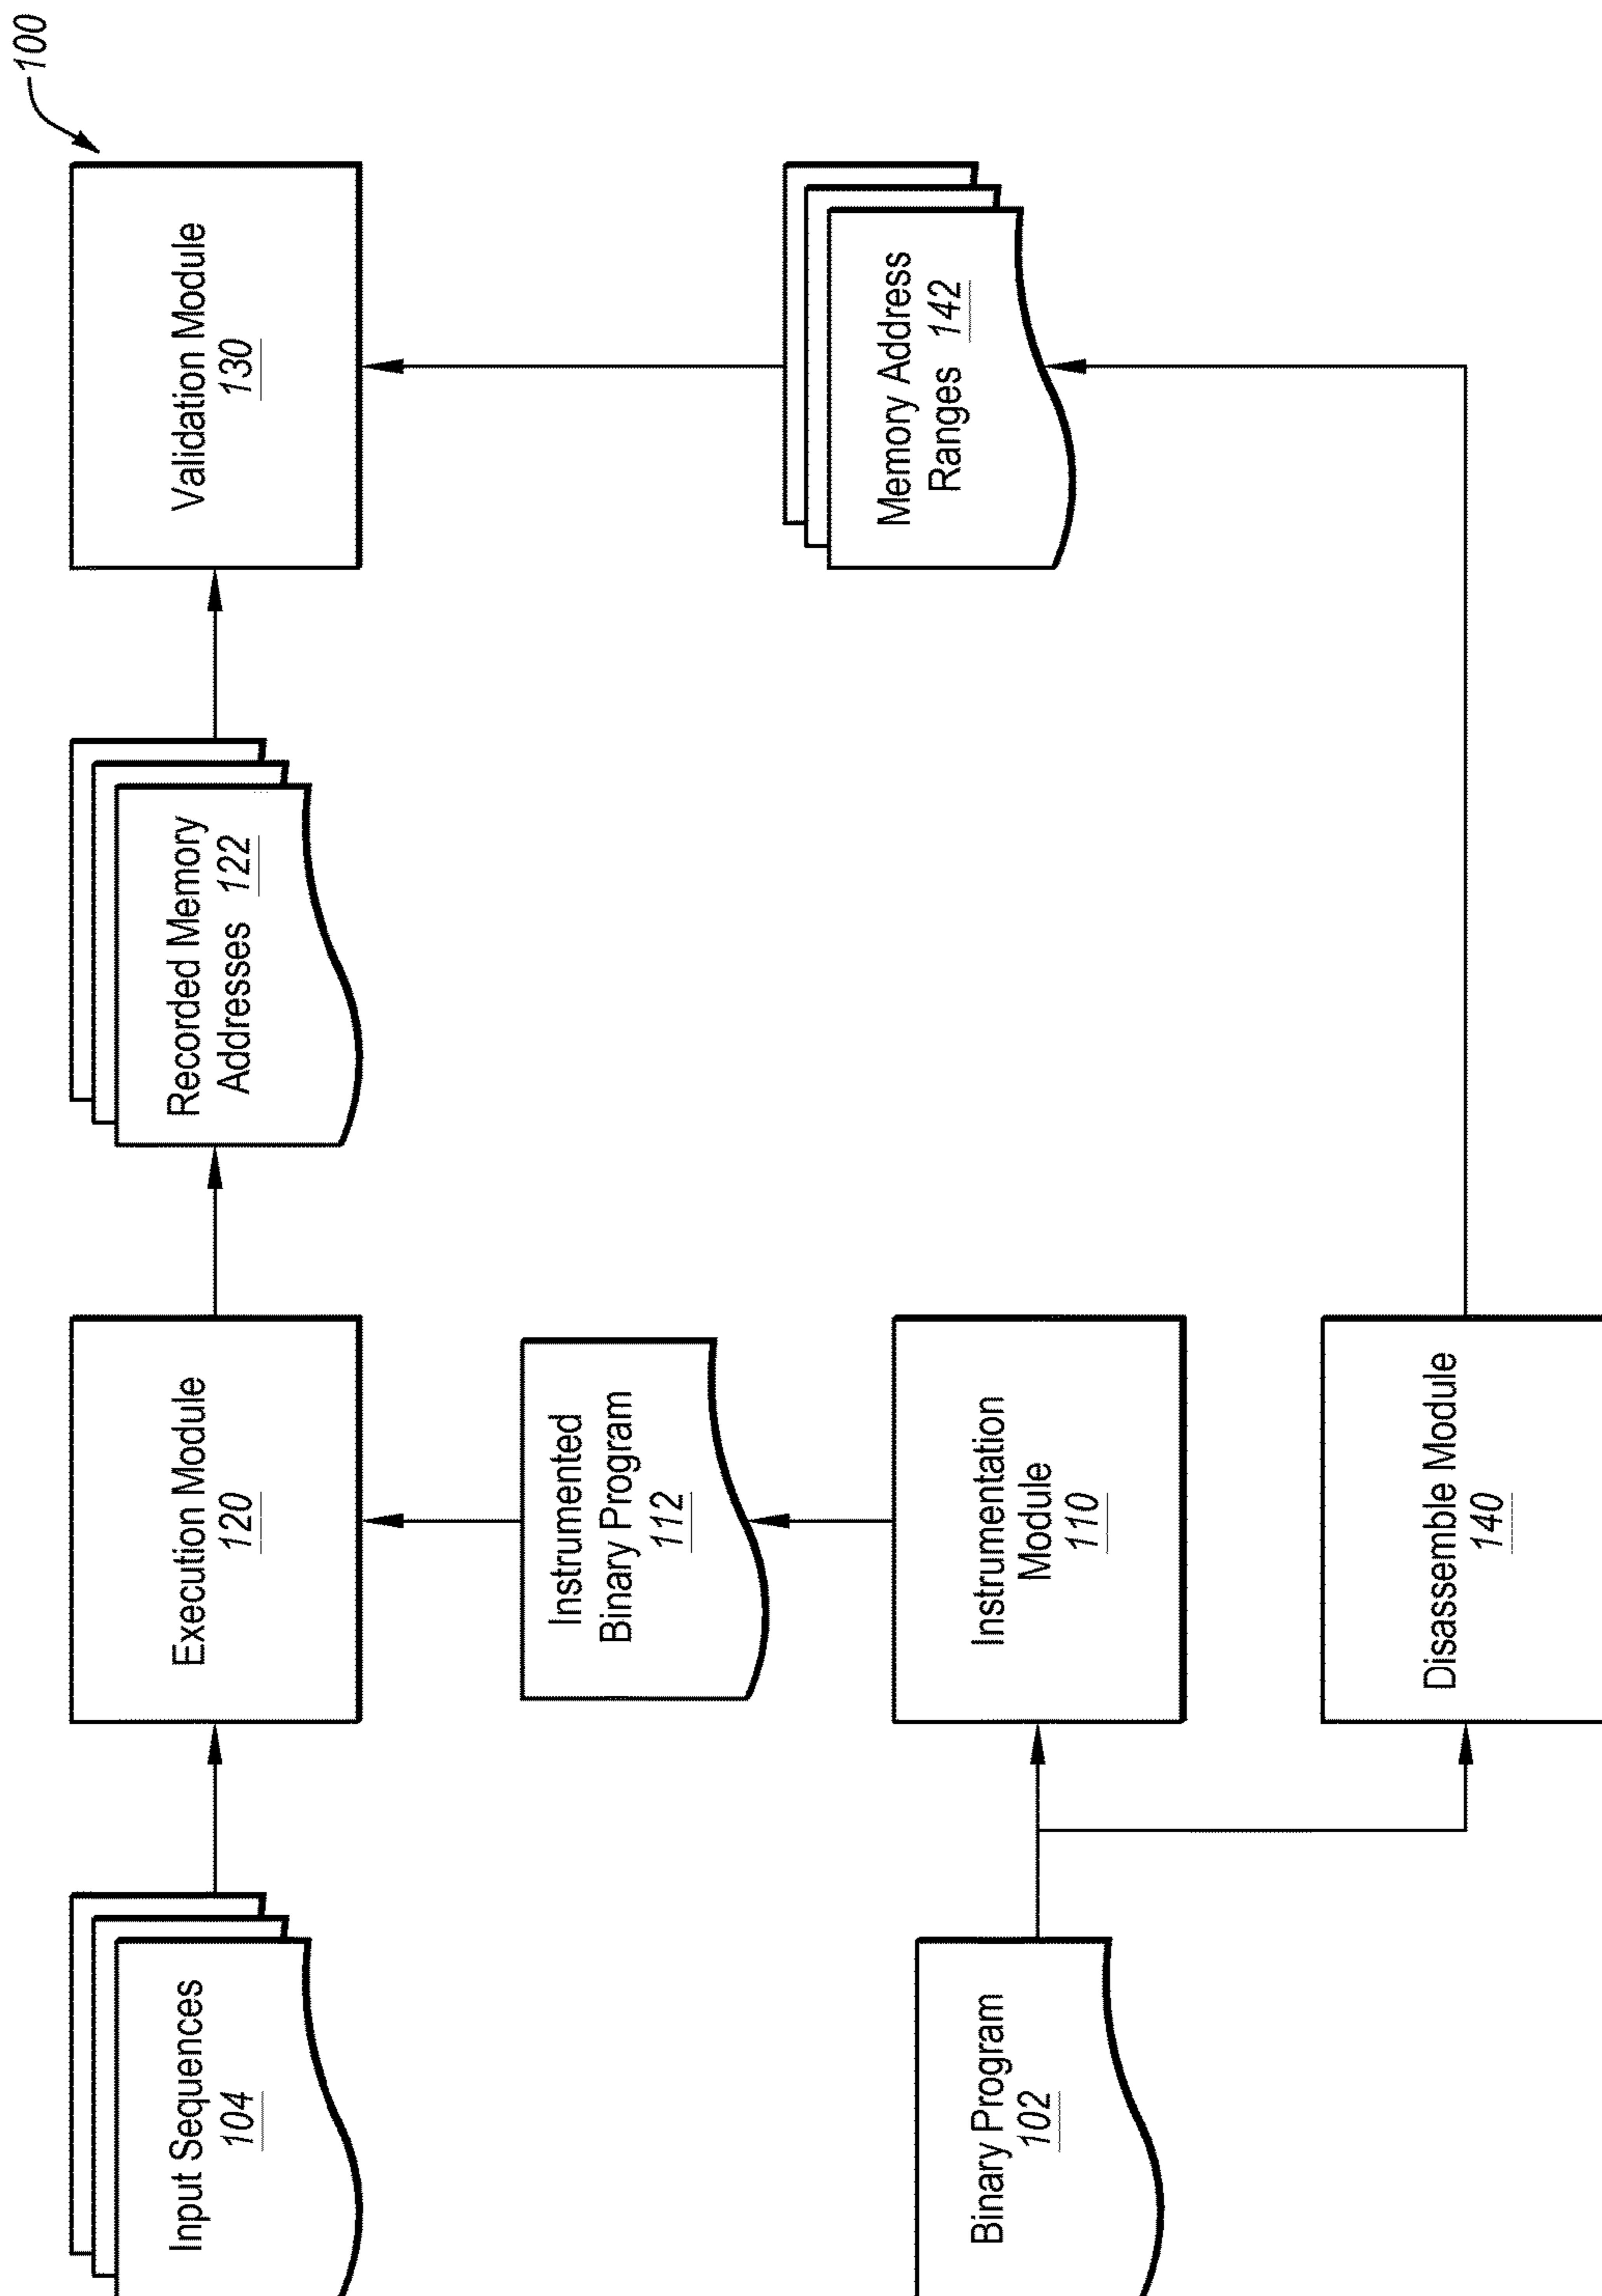 100
Input Sequences
104
Execution Module
120
Recorded Memory
Addresses 122
Validation Module
130
Instrumented
Binary Program
112
Memory Address
Ranges 142
Binary Program
102
Instrumentation
Module
110
Disassemble Module
140